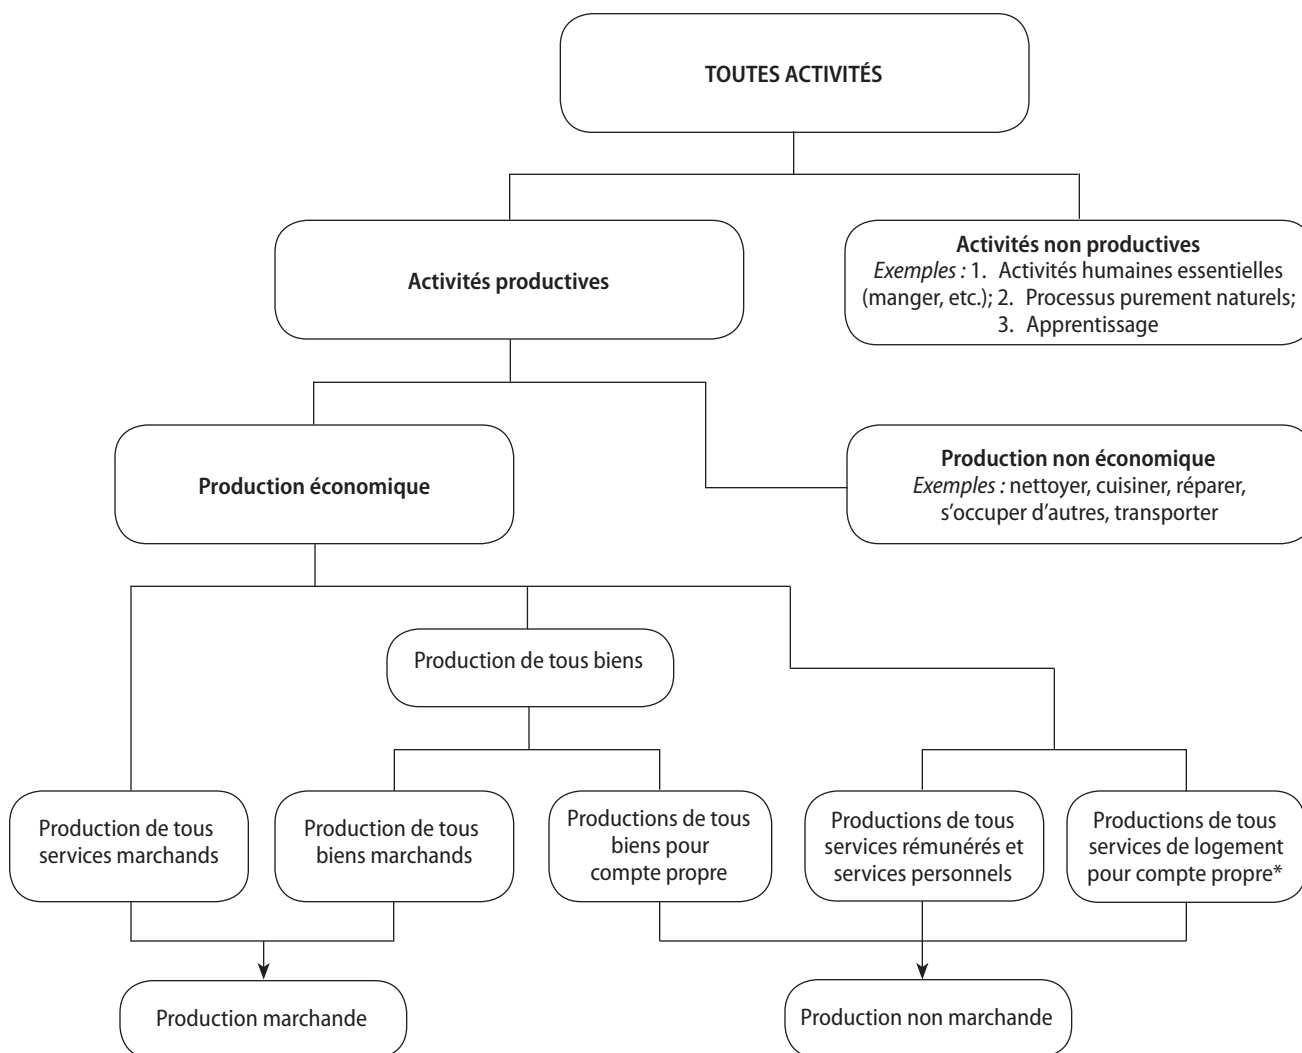 TOUTES ACTIVITÉS
Activités productives
Activités non productives
Exemples : 1. Activités humaines essentielles
(manger, etc.); 2. Processus purement naturels;
3. Apprentissage
Production économique
Production non économique
Exemples : nettoyer, cuisiner, réparer,
s’occuper d’autres, transporter
Production de tous biens
Production de tous
services marchands
Production de tous
biens marchands
Productions de tous
biens pour
compte propre
Productions de tous
services rémunérés et
services personnels
Productions de tous
services de logement
pour compte propre*
Production marchande
Production non marchande